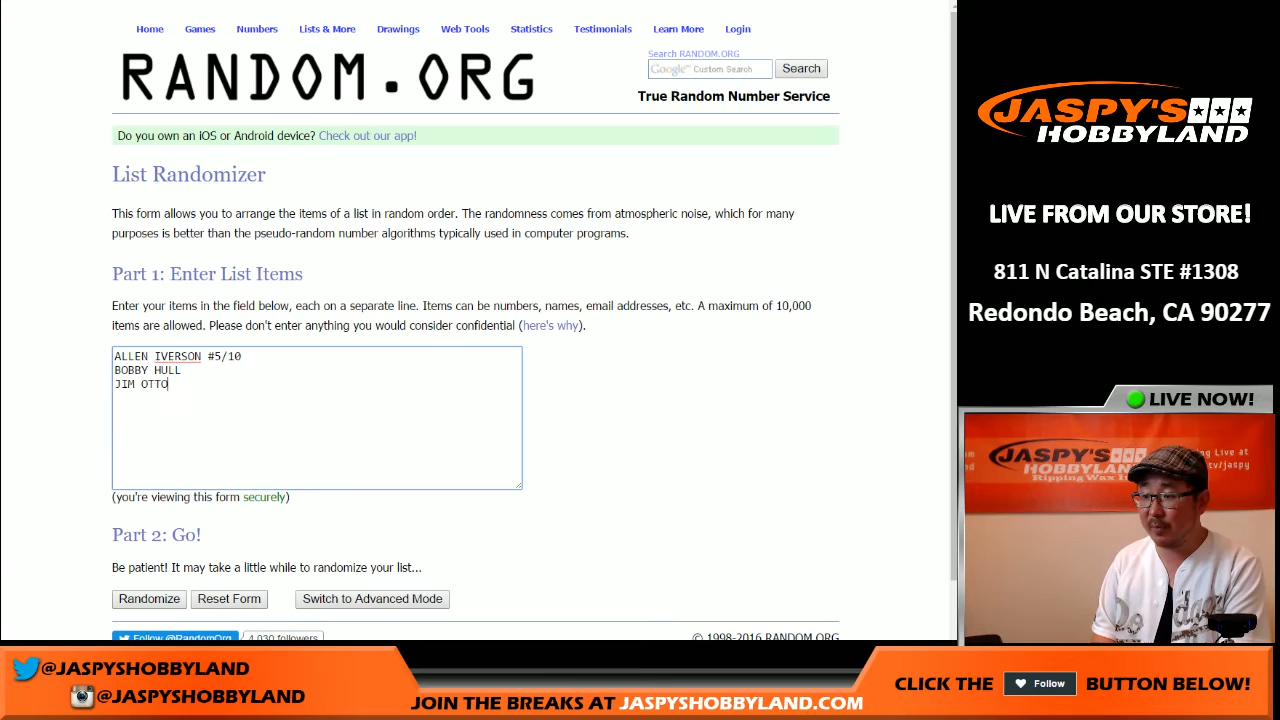 Home Games Numbers Lists & More Drawings Web Tools Statistics Testimonials Learn More Login
RANDOM.ORG
Search RANDOM.ORG
Google Custom Search Search
True Random Number Service
Do you own an iOS or Android device? Check out our app!
List Randomizer
This form allows you to arrange the items of a list in random order. The randomness comes from atmospheric noise, which for many
purposes is better than the pseudo-random number algorithms typically used in computer programs.
Part 1: Enter List Items
Enter your items in the field below, each on a separate line. Items can be numbers, names, email addresses, etc. A maximum of 10,000
items are allowed. Please don't enter anything you would consider confidential (here's why).
ALLEN IVERSON #5/10
BOBBY HULL
JIM OTTO
(you're viewing this form securely)
Part 2: Go!
Be patient! It may take a little while to randomize your list...
Randomize Reset Form Switch to Advanced Mode
Follow @RandomOrg 4,030 followers
© 1998-2016 RANDOM.ORG
JASPY'S
HOBBYLAND
LIVE FROM OUR STORE!
811 N Catalina STE #1308
Redondo Beach, CA 90277
LIVE NOW!
JASPY'S
HOBBYLAND
Ripping Wax
ing Live at
tv/jaspy
@JASPYSHOBBYLAND
@JASPYSHOBBYLAND
JOIN THE BREAKS AT JASPYSHOBBYLAND.COM
CLICK THE Follow BUTTON BELOW!